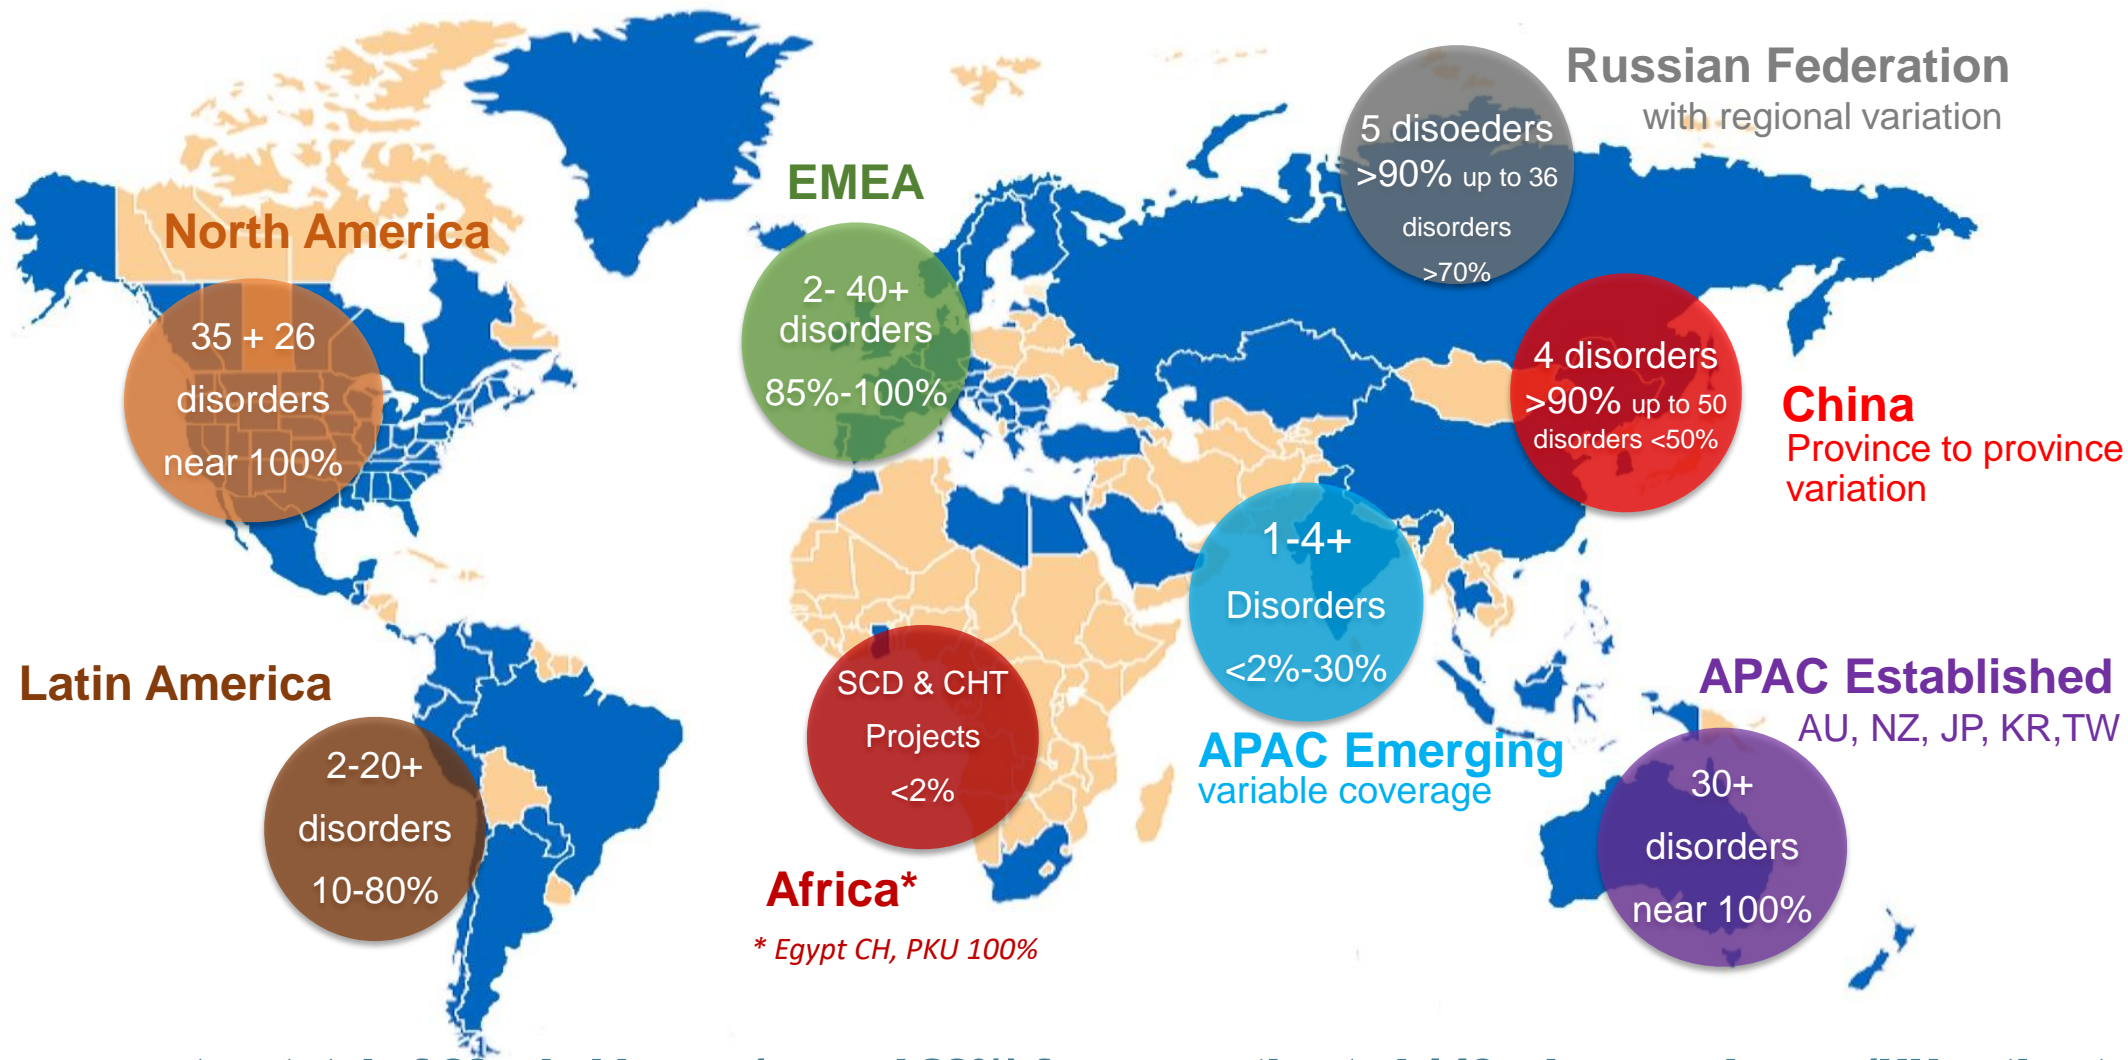 Russian Federation
with regional variation
5 disoeders
>90% up to 36
disorders
>70%
EMEA
2- 40+
disorders
85%-100%
North America
35 + 26
disorders
near 100%
4 disorders
>90% up to 50
disorders <50%
China
Province to province
variation
1-4+
Disorders
<2%-30%
APAC Emerging
variable coverage
Latin America
2-20+
disorders
10-80%
SCD & CHT
Projects
<2%
Africa*
* Egypt CH, PKU 100%
APAC Established
AU, NZ, JP, KR,TW
30+
disorders
near 100%